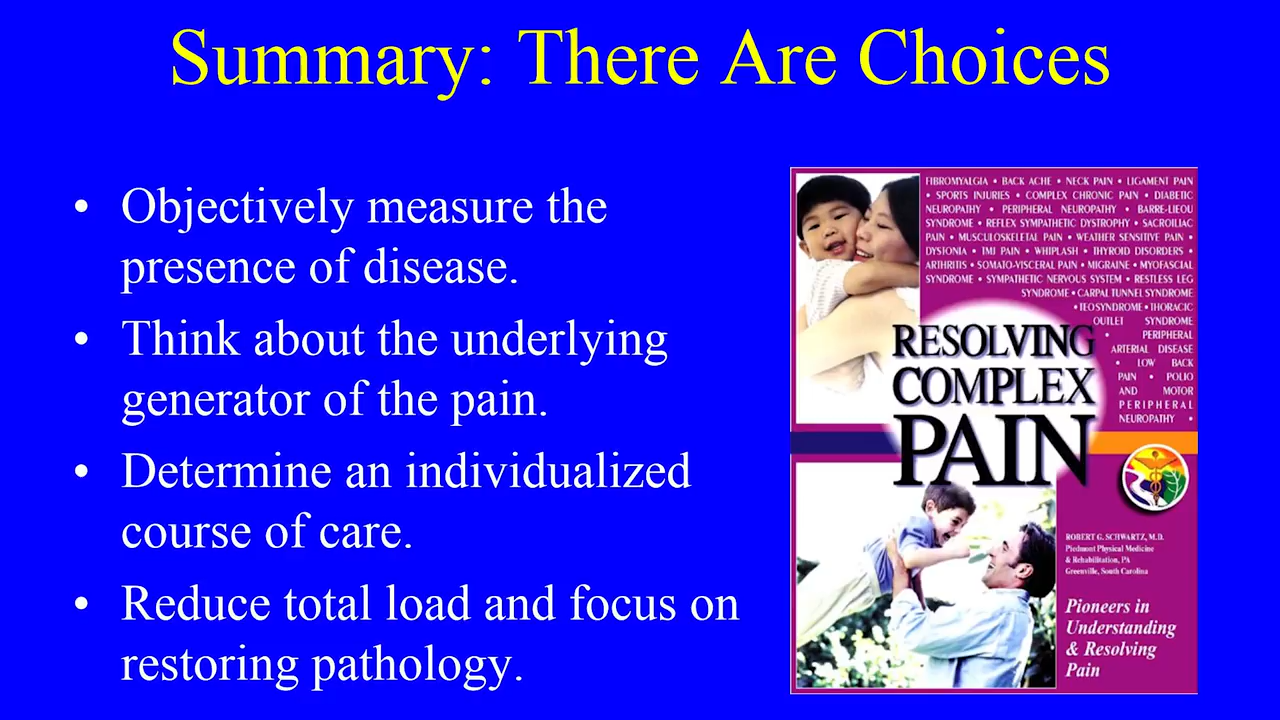 Summary: There Are Choices
• Objectively measure the
presence of disease.
• Think about the underlying
generator of the pain.
• Determine an individualized
course of care.
• Reduce total load and focus on
restoring pathology.
FIBROMYALGIA • BACK ACHE • NECK PAIN • LIGAMENT PAIN
• SPORTS INJURIES • COMPLEX CHRONIC PAIN • DIABETIC
NEUROPATHY • PERIPHERAL NEUROPATHY • BARRE-LIEOU
SYNDROME • REFLEX SYMPATHETIC DYSTROPHY • SACROILIAC
PAIN • MUSCULOSKELETAL PAIN • WEATHER SENSITIVE PAIN •
DYSTONIA • TMJ PAIN • WHIPLASH • THYROID DISORDERS •
ARTHRITIS • SOMATO-VISCERAL PAIN • MIGRAINE • MYOFASCIAL
SYNDROME • SYMPATHETIC NERVOUS SYSTEM • RESTLESS LEG
SYNDROME • CARPAL TUNNEL SYNDROME
• TEO SYNDROME • THORACIC
OUTLET SYNDROME
• PERIPHERAL
ARTERIAL DISEASE
• LOW BACK
PAIN • POLIO
AND MOTOR
PERIPHERAL
NEUROPATHY •
RESOLVING
COMPLEX
PAIN
ROBERT G. SCHWARTZ, M.D.
Piedmont Physical Medicine
& Rehabilitation, PA
Greenville, South Carolina
Pioneers in
Understanding
& Resolving
Pain